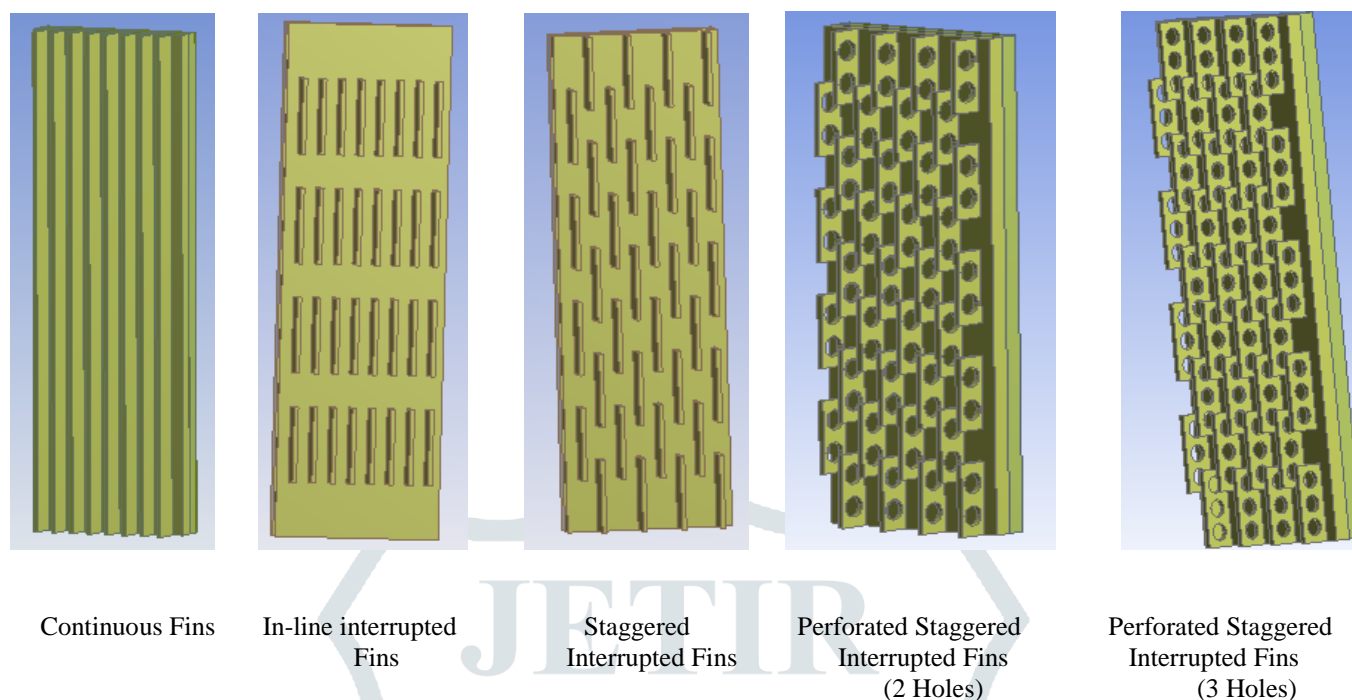 JETIR
Continuous Fins
In-line interrupted
Fins
Staggered
Interrupted Fins
Perforated Staggered
Interrupted Fins
(2 Holes)
Perforated Staggered
Interrupted Fins
(3 Holes)